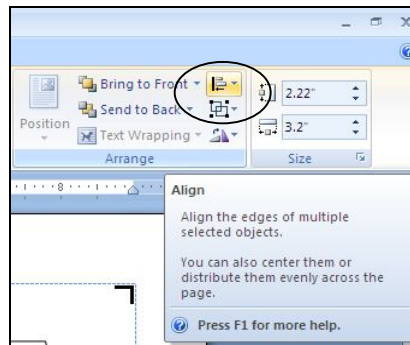 Bring to Front
2.22"
Send to Back
Position
Text Wrapping
3.2"
Arrange
Size
8
Align
Align the edges of multiple
selected objects.
You can also center them or
distribute them evenly across the
page.
Press F1 for more help.